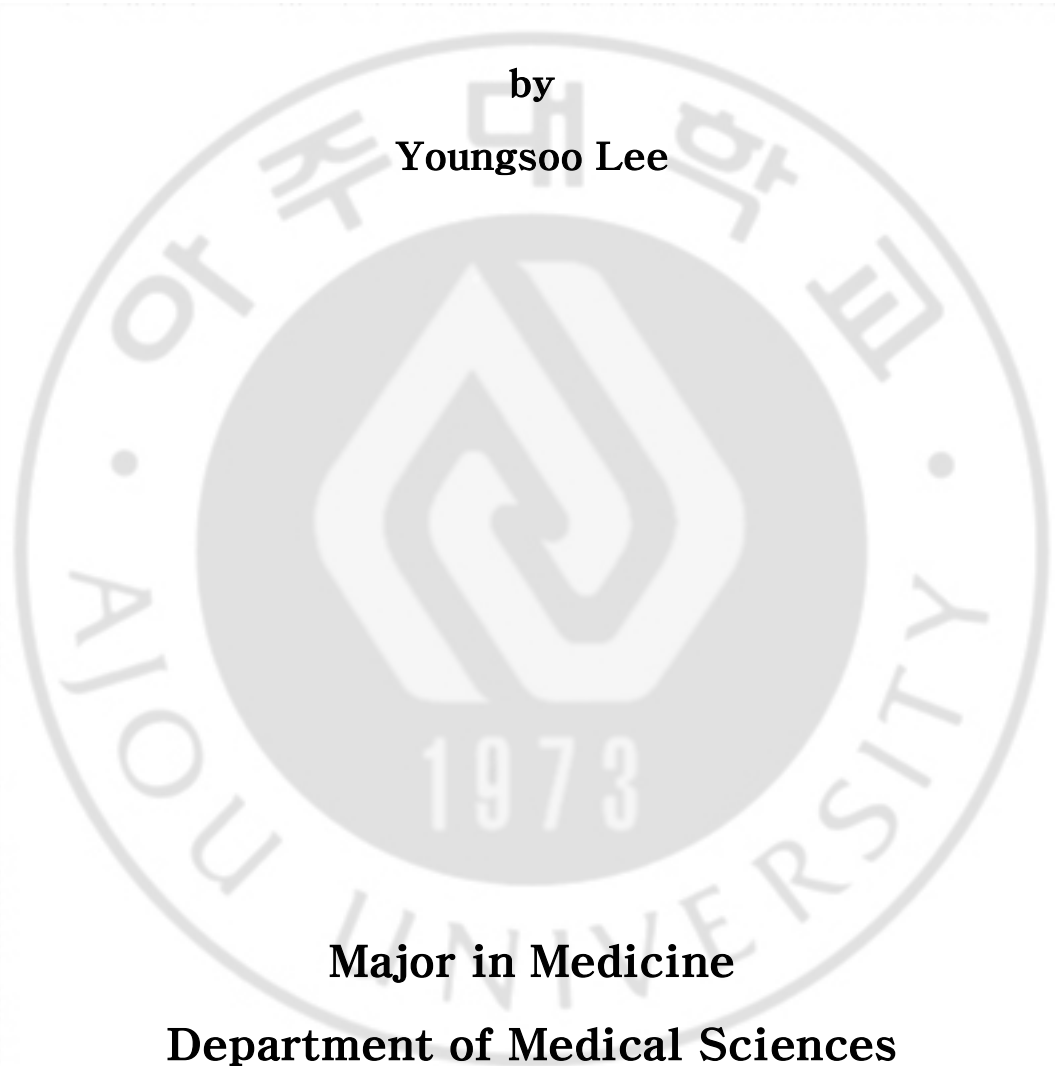 by
Youngsoo Lee
아주대학교
1973
AJOU UNIVERSITY
Major in Medicine
Department of Medical Sciences